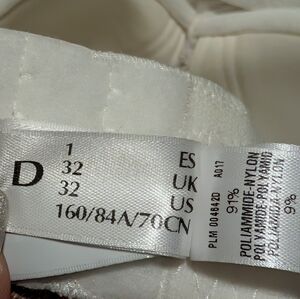 D
1 ES
32 UK
32 US
160/84A/70CN
PLM 004642D A017
91%
POLIAMMIDE-NYLON
POLYAMIDE-POLYAMID
POLIAMIDA-NYLON
9%